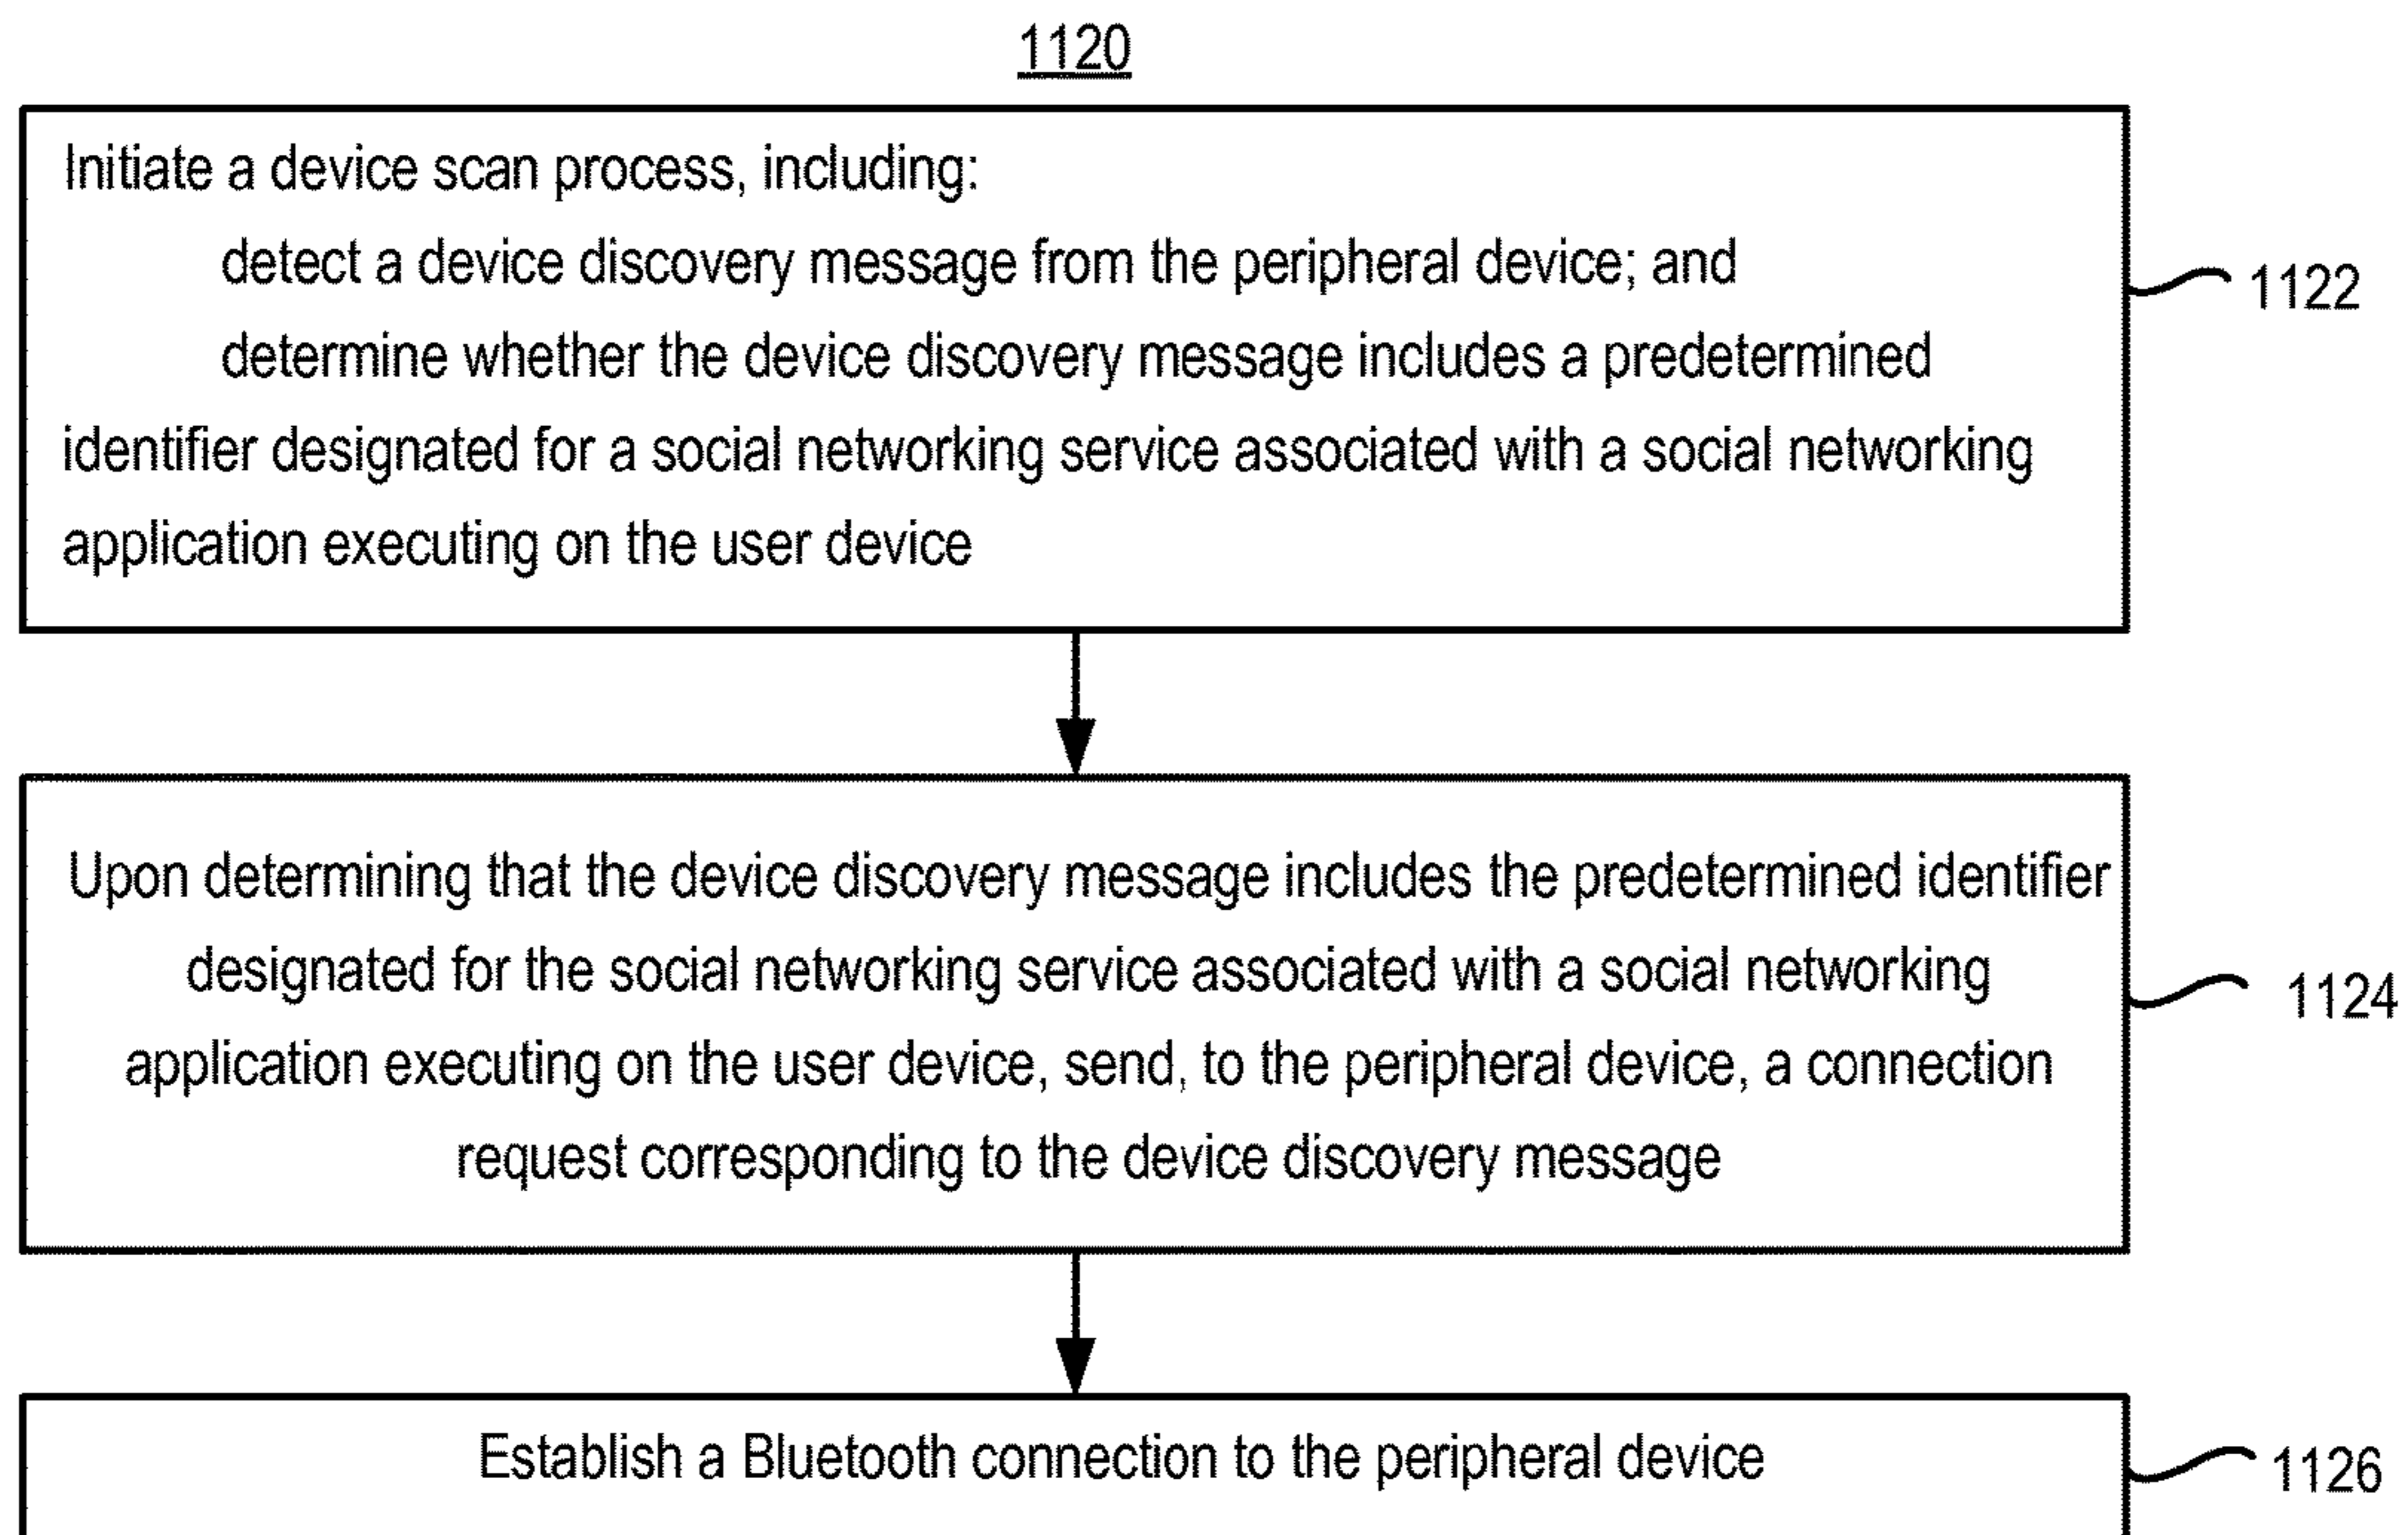 1120
Initiate a device scan process, including:
detect a device discovery message from the peripheral device; and
determine whether the device discovery message includes a predetermined
identifier designated for a social networking service associated with a social networking
application executing on the user device
1122
Upon determining that the device discovery message includes the predetermined identifier
designated for the social networking service associated with a social networking
application executing on the user device, send, to the peripheral device, a connection
request corresponding to the device discovery message
1124
Establish a Bluetooth connection to the peripheral device
1126